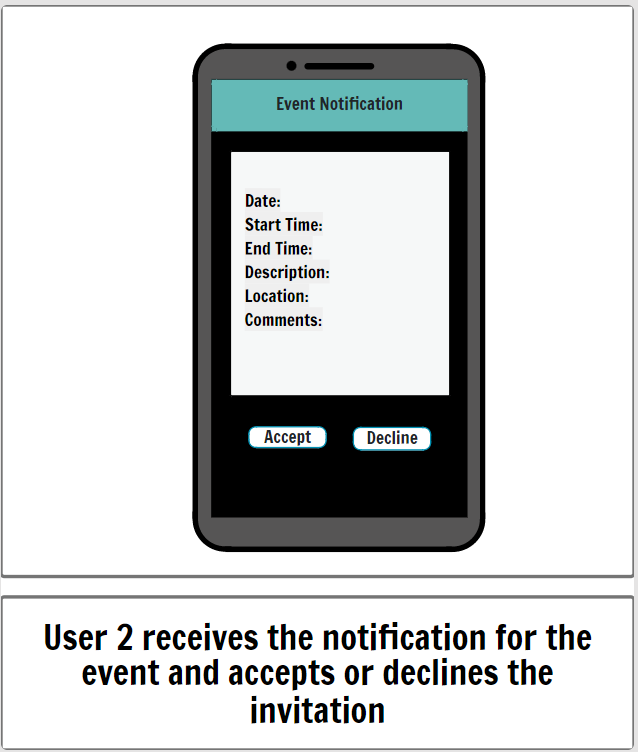 Event Notification
Date:
Start Time:
End Time:
Description:
Location:
Comments:
Accept
Decline
User 2 receives the notification for the
event and accepts or declines the
invitation